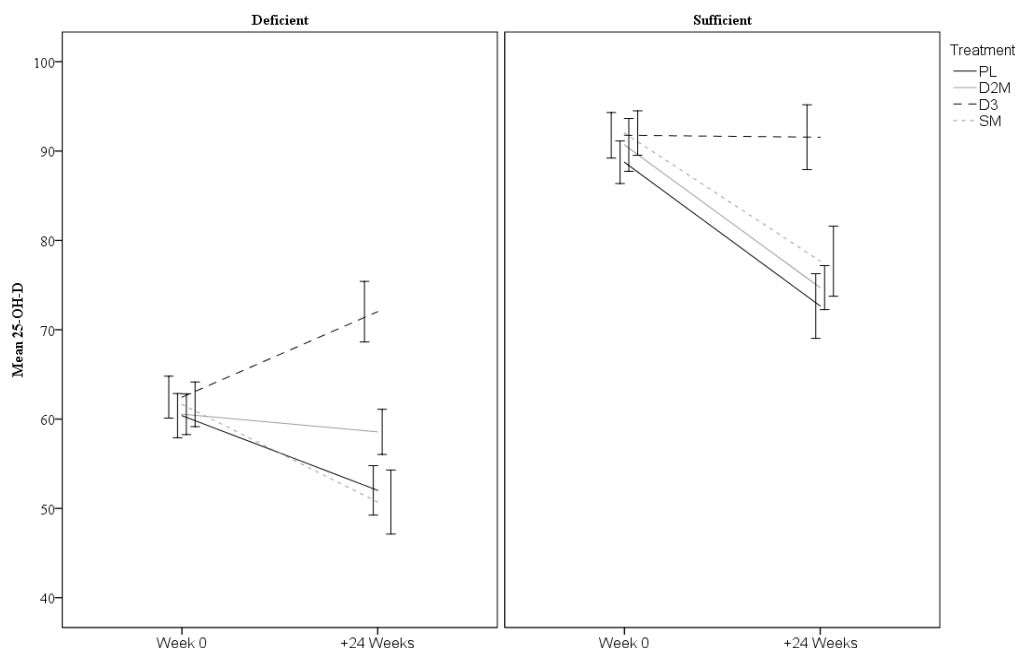 Deficient
Sufficient
Treatment
PL
D2M
D3
SM
Mean 25-OH-D
100
90
80
70
60
50
40
Week 0
+24 Weeks
Week 0
+24 Weeks